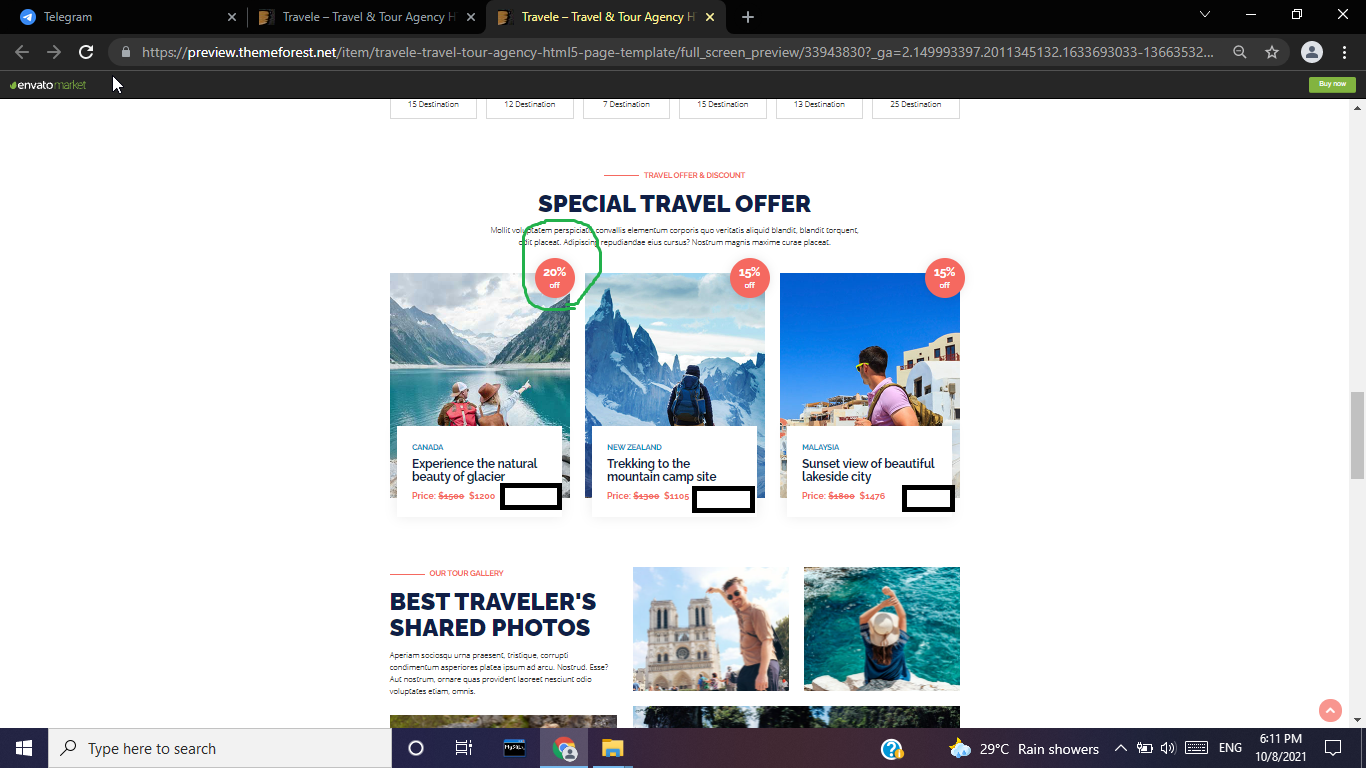 Telegram
Travele – Travel & Tour Agency H
Travele – Travel & Tour Agency H
https://preview.themeforest.net/item/travele-travel-tour-agency-html5-page-template/full_screen_preview/33943830?_ga=2.149993397.2011345132.1633693033-13663532...
envato market
Buy now
15 Destination
12 Destination
7 Destination
15 Destination
13 Destination
25 Destination
TRAVEL OFFER & DISCOUNT
SPECIAL TRAVEL OFFER
Mollit voluptatem perspiciatis convallis elementum corporis quo veritatis aliquid blandit, blandit torquent,
odit placeat. Adipiscing repudiandae eius cursus? Nostrum magnis maxime curae placeat.
20%
off
15%
off
15%
off
CANADA
Experience the natural
beauty of glacier
Price: $1500 $1200
NEW ZEALAND
Trekking to the
mountain camp site
Price: $1300 $1105
MALAYSIA
Sunset view of beautiful
lakeside city
Price: $1800 $1476
OUR TOUR GALLERY
BEST TRAVELER'S
SHARED PHOTOS
Aperiam sociosqu urna praesent, tristique, corrupti
condimentum asperiores platea ipsum ad arcu. Nostrud. Esse?
Aut nostrum, ornare quas provident laoreet nesciunt odio
voluptates etiam, omnis.
Type here to search
MySQL
29°C Rain showers
ENG
6:11 PM
10/8/2021